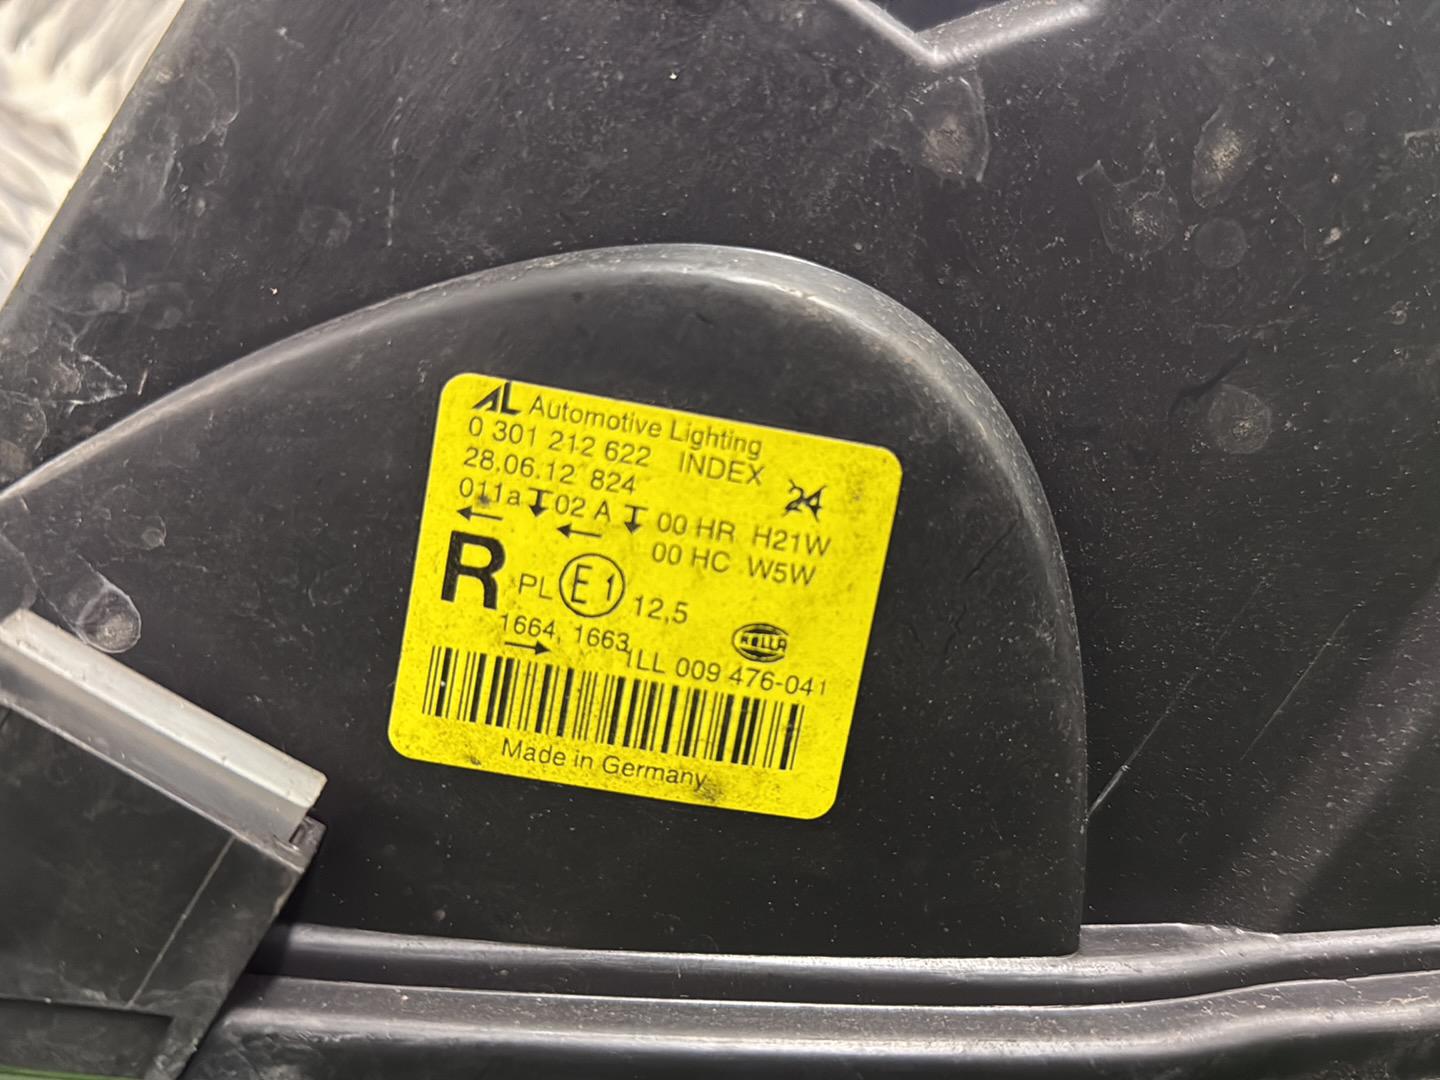 AL Automotive Lighting
0 301 212 622 INDEX 24
28.06.12 824
011a 02 A 00 HR H21W
00 HC W5W
R PL E1 12,5
1664, 1663 HELLA
1LL 009 476-041
Made in Germany